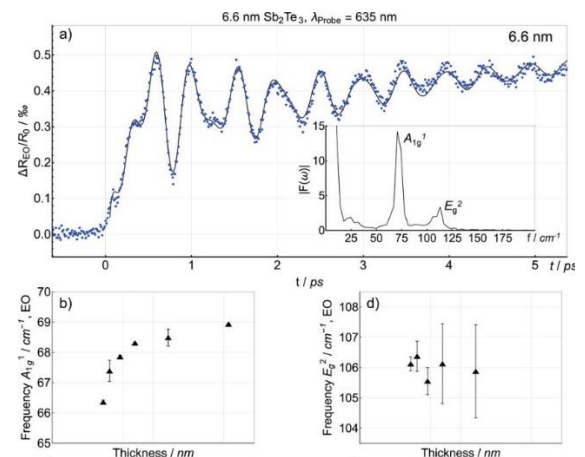 6.6 nm Sb₂Te₃, λProbe = 635 nm
a)
6.6 nm
ΔR_EO/R₀ / ‰
0.5
0.4
0.3
0.2
0.1
0.0
|F(ω)|
15
10
5
0
A₁g¹
Eg²
25 50 75 100 125 150 175 f / cm⁻¹
0 1 2 3 4 5 t / ps
t / ps
b)
Frequency A₁g¹ / cm⁻¹, EO
70
69
68
67
66
65
Thickness / nm
d)
Frequency Eg² / cm⁻¹, EO
108
107
106
105
104
Thickness / nm